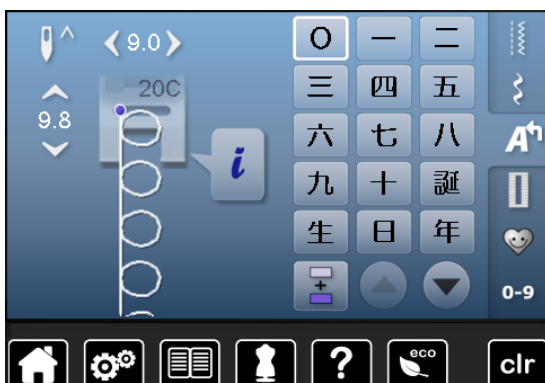 9.0
20C
9.8
i
〇 一 二
三 四 五
六 七 八
九 十 誕
生 日 年
A
0-9
?
eco
clr